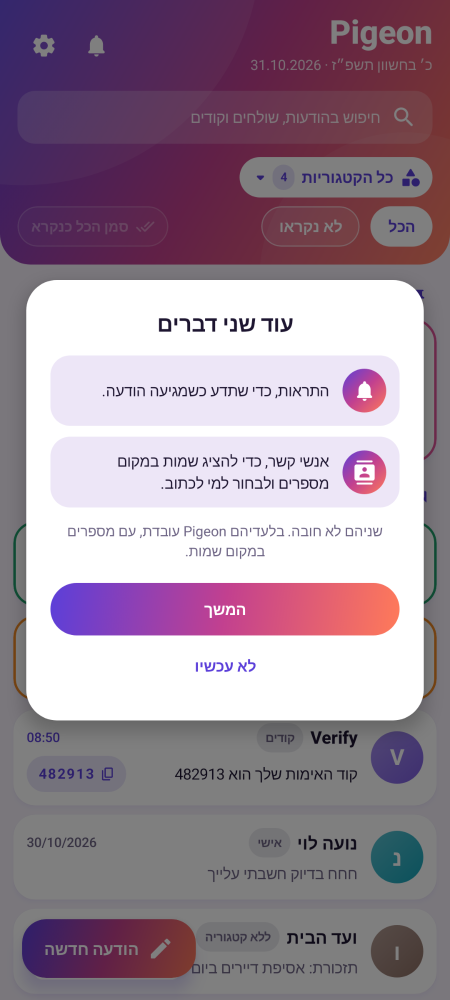 Pigeon
כ׳ בחשוון תשפ״ז · 31.10.2026
חיפוש בהודעות, שולחים וקודים
כל הקטגוריות 4
הכל
לא נקראו
סמן הכל כנקרא
עוד שני דברים
התראות, כדי שתדע כשמגיעה הודעה.
אנשי קשר, כדי להציג שמות במקום
מספרים ולבחור למי לכתוב.
שניהם לא חובה. בלעדיהם Pigeon עובדת, עם מספרים
במקום שמות.
המשך
לא עכשיו
V
Verify
קודים
08:50
קוד האימות שלך הוא 482913
482913
נ
נועה לוי
אישי
30/10/2026
חחח בדיוק חשבתי עלייך
ו
ועד הבית
ללא קטגוריה
תזכורת: אסיפת דיירים ביום
הודעה חדשה